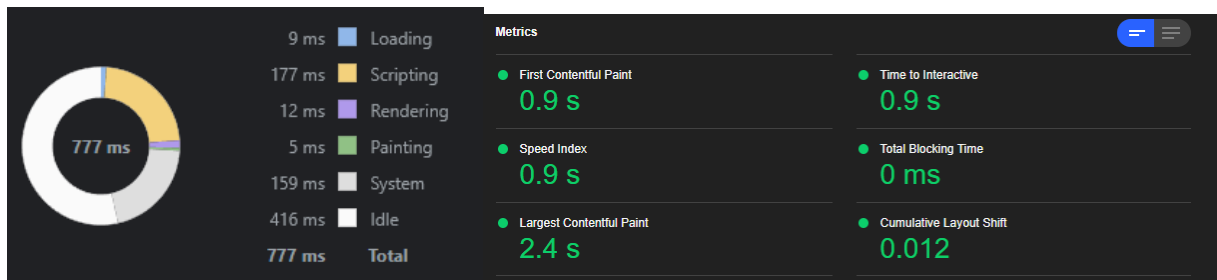 777 ms
9 ms Loading
177 ms Scripting
12 ms Rendering
5 ms Painting
159 ms System
416 ms Idle
777 ms Total
Metrics
First Contentful Paint
0.9 s
Time to Interactive
0.9 s
Speed Index
0.9 s
Total Blocking Time
0 ms
Largest Contentful Paint
2.4 s
Cumulative Layout Shift
0.012